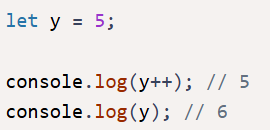 let y = 5;
console.log(y++); // 5
console.log(y); // 6